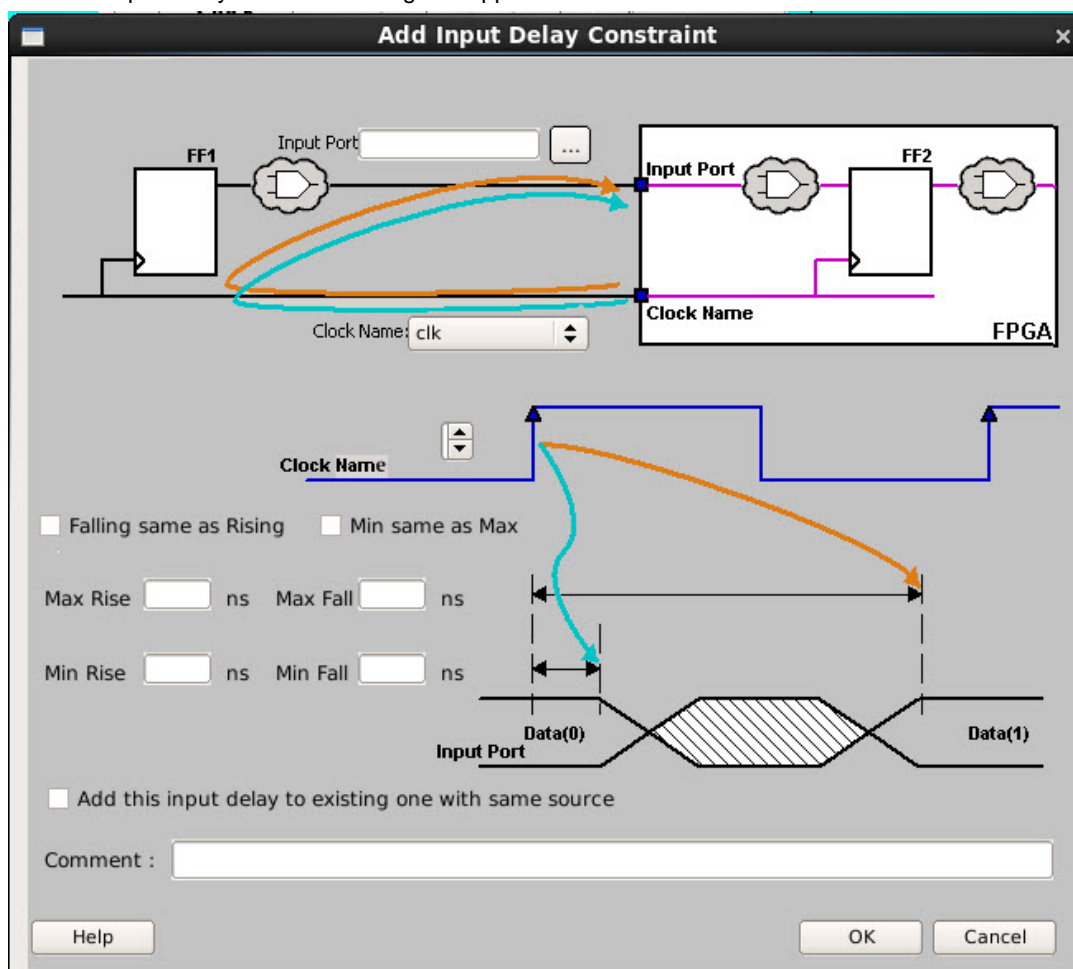 Add Input Delay Constraint
Input Port
...
FF1
Input Port
FF2
Clock Name
Clock Name: clk
FPGA
Clock Name
Falling same as Rising
Min same as Max
Max Rise ns Max Fall ns
Min Rise ns Min Fall ns
Data(0)
Data(1)
Input Port
Add this input delay to existing one with same source
Comment :
Help
OK
Cancel